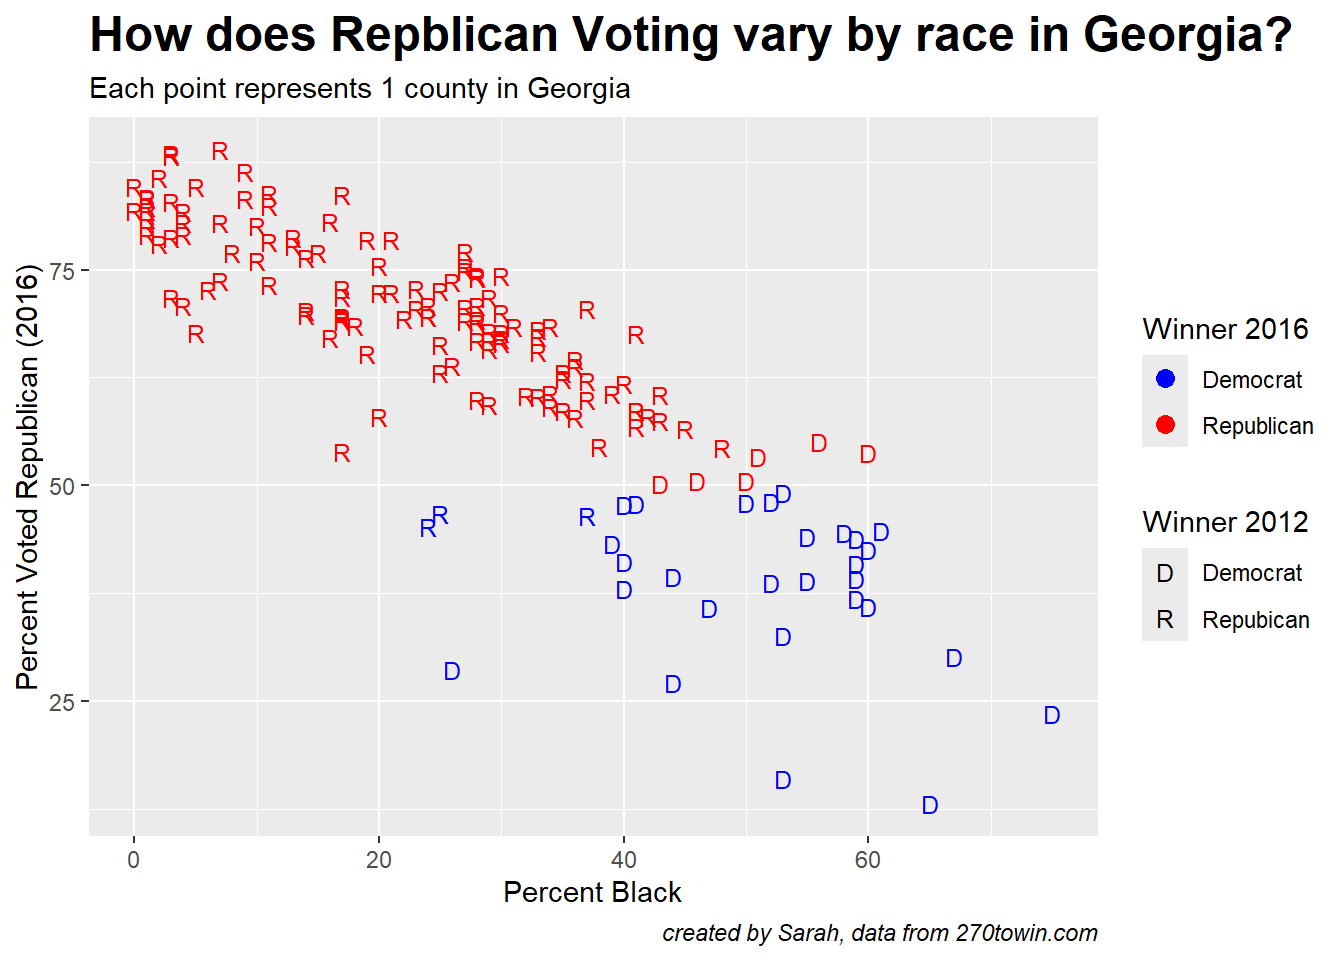 How does Repblican Voting vary by race in Georgia?
Each point represents 1 county in Georgia
Percent Voted Republican (2016)
75
50
25
0 20 40 60
Percent Black
Winner 2016
Democrat
Republican
Winner 2012
D Democrat
R Repubican
created by Sarah, data from 270towin.com